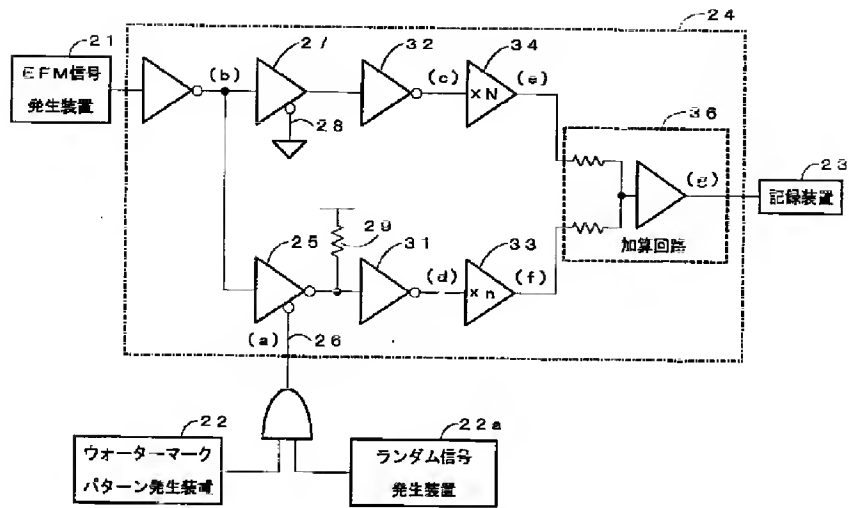 24
21
EFM信号
発生装置
(b)
27
28
32
(c)
34
×N
(e)
36
(g)
加算回路
23
記録装置
25
29
31
(d)
33
×n
(f)
(a)
26
22
ウォーターマーク
パターン発生装置
22a
ランダム信号
発生装置